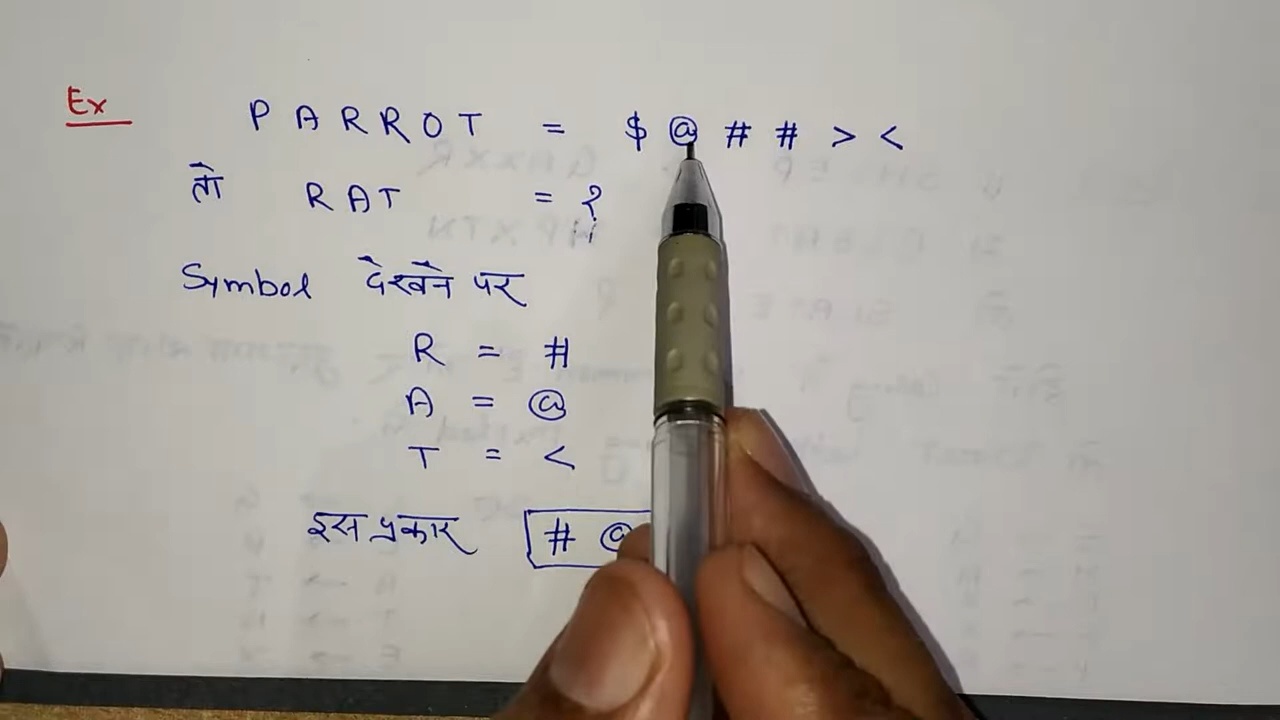 Ex PARROT = $ @ # # > <
तो RAT = ?
Symbol देखने पर
R = #
A = @
T = <
इस प्रकार # @